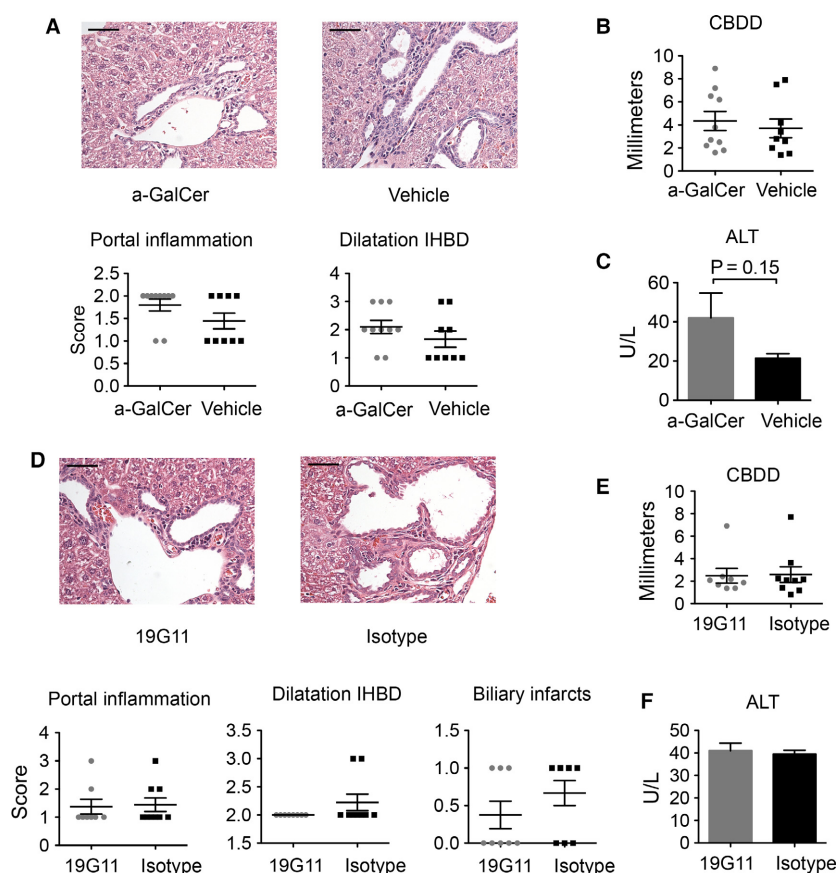 A
a-GalCer
Vehicle
Portal inflammation
Score
2.5
2.0
1.5
1.0
0.5
0.0
a-GalCer Vehicle
Dilatation IHBD
4
3
2
1
0
a-GalCer Vehicle
B
CBDD
Millimeters
10
8
6
4
2
0
a-GalCer Vehicle
C
ALT
P = 0.15
U/L
60
40
20
0
a-GalCer Vehicle
D
19G11
Isotype
Portal inflammation
Score
4
3
2
1
0
19G11 Isotype
Dilatation IHBD
3.5
3.0
2.5
2.0
1.5
19G11 Isotype
Biliary infarcts
1.5
1.0
0.5
0.0
19G11 Isotype
E
CBDD
Millimeters
10
8
6
4
2
0
19G11 Isotype
F
ALT
U/L
50
40
30
20
10
0
19G11 Isotype